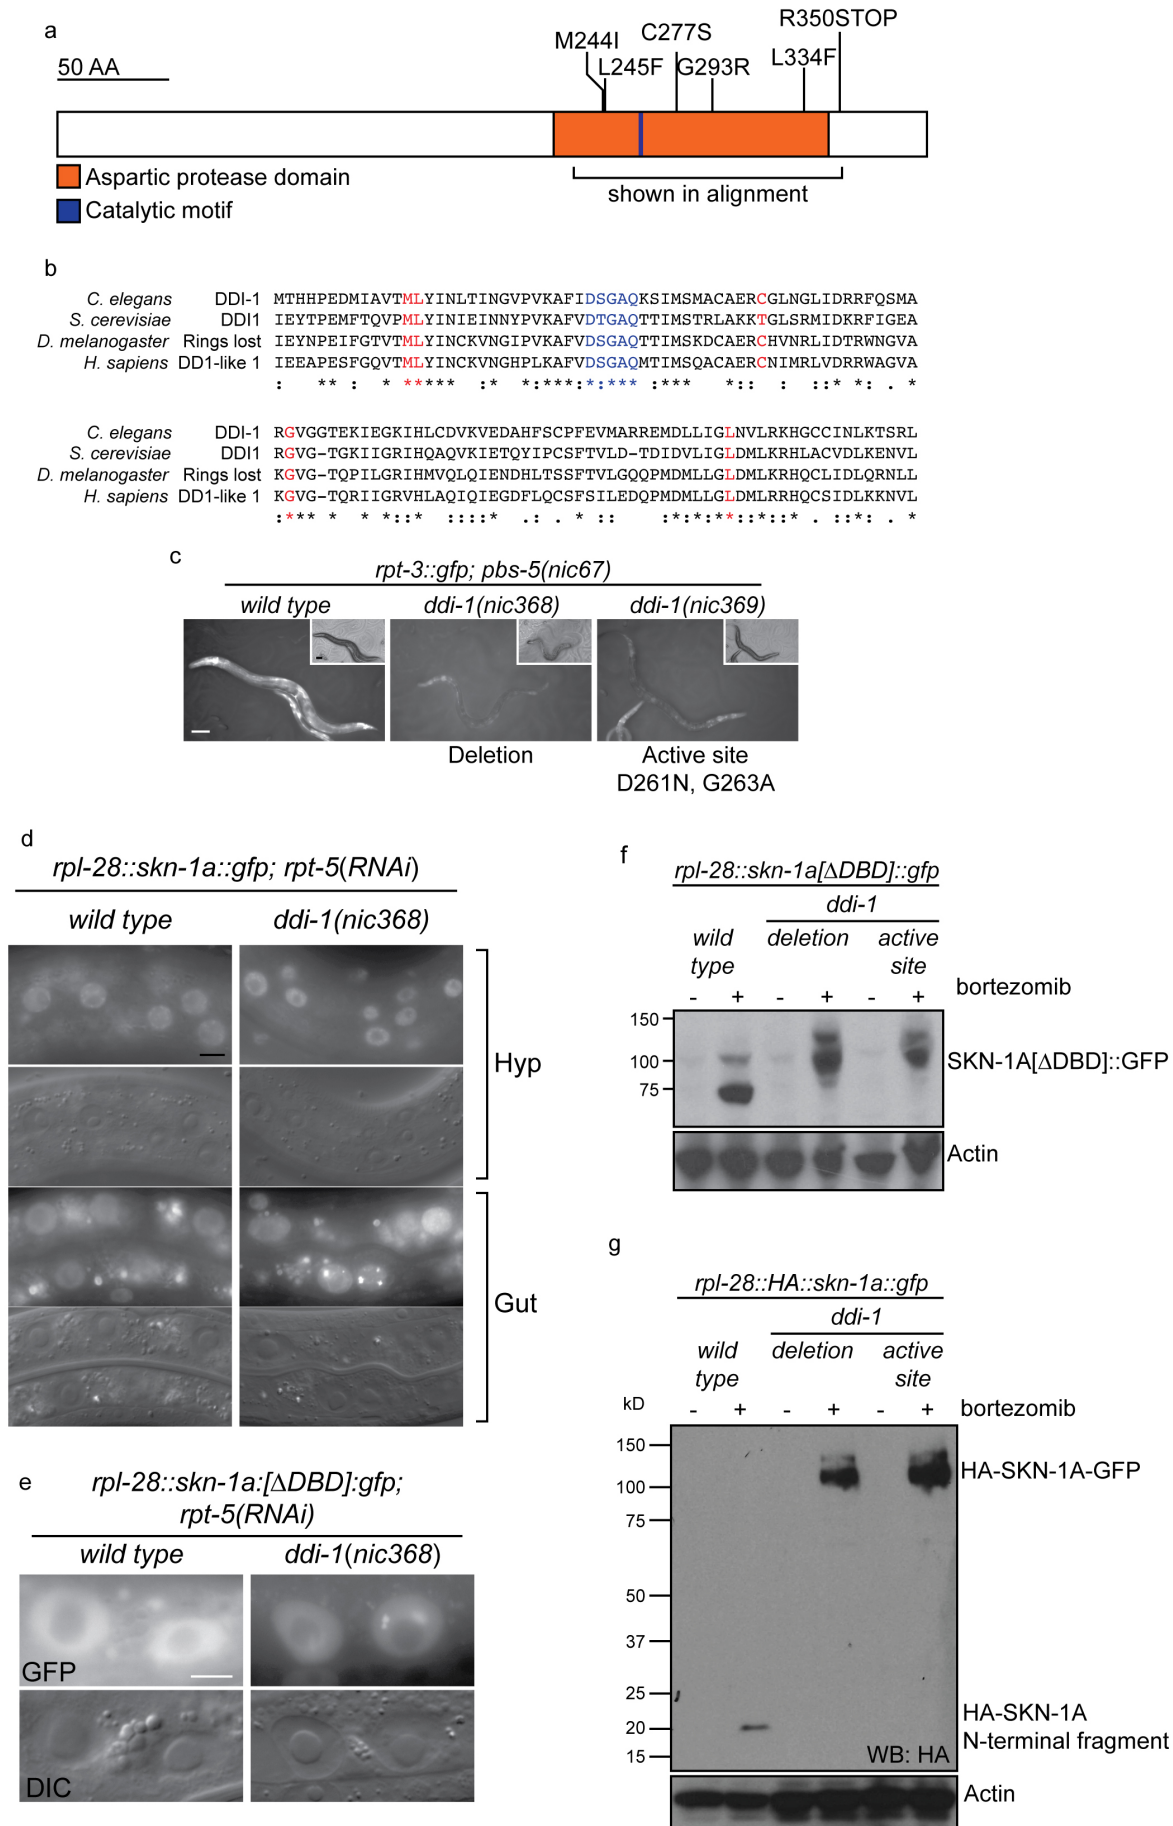 a
50 AA
M244I
L245F
C277S
G293R
L334F
R350STOP
Aspartic protease domain
Catalytic motif
shown in alignment
b
C. elegans DDI-1 MTHHPEDMIAVTMLYINLTINGVPVKAFIDSGAQKSIMSMACAERCGLNGLIDRRFQSMA
S. cerevisiae DDI1 IEYTPEMFTQVPMLYINIEINNYPVKAFVDTGAQTTIMSTRLAKKTGLSRMIDKRFIGEA
D. melanogaster Rings lost IEYNPEIFGTVTMLYINCKVNGVPVKAFVDSGAQTTIMSKDCAERCHVNRLIDTRWNGVA
H. sapiens DD1-like 1 IEEAPESFGQVTMLYINCKVNGHPLKAFVDSGAQMTIMSQACAERCNIMRLVDRRWAGVA
: ** : * ****** :* *:***:*:*** :*** *:: : ::* *: . *
C. elegans DDI-1 RGVGGTEKIEGKIHLCDVKVEDAHFSCPFEVMARREMDLLIGLNVLRKHGCCINLKTSRL
S. cerevisiae DDI1 RGVG-TGKIIGRIHQAQVKIETQYIPCSFTVLD-TDIDVLIGLDMLKRHLACVDLKENVL
D. melanogaster Rings lost KGVG-TQPILGRIHMVQLQIENDHLTSSFTVLGQQPMDMLLGLDMLKRHQCLIDLQRNLL
H. sapiens DD1-like 1 KGVG-TQRIIGRVHLAQIQIEGDFLQCSFSILEDQPMDMLLGLDMLRRHQCSIDLKKNVL
:*** * * *::* ::::* .: .* :: :*:*:**::*::* . ::*: . *
c
rpt-3::gfp; pbs-5(nic67)
wild type ddi-1(nic368) ddi-1(nic369)
Deletion
Active site
D261N, G263A
d
rpl-28::skn-1a::gfp; rpt-5(RNAi)
wild type ddi-1(nic368)
Hyp
Gut
e
rpl-28::skn-1a:[ΔDBD]:gfp;
rpt-5(RNAi)
wild type ddi-1(nic368)
GFP
DIC
f
rpl-28::skn-1a[ΔDBD]::gfp
ddi-1
wild type
deletion
active site
- + - + - + bortezomib
150
100
75
SKN-1A[ΔDBD]::GFP
Actin
g
rpl-28::HA::skn-1a::gfp
ddi-1
wild type
deletion
active site
kD
- + - + - + bortezomib
150
100
75
50
37
25
20
15
HA-SKN-1A-GFP
HA-SKN-1A
N-terminal fragment
WB: HA
Actin